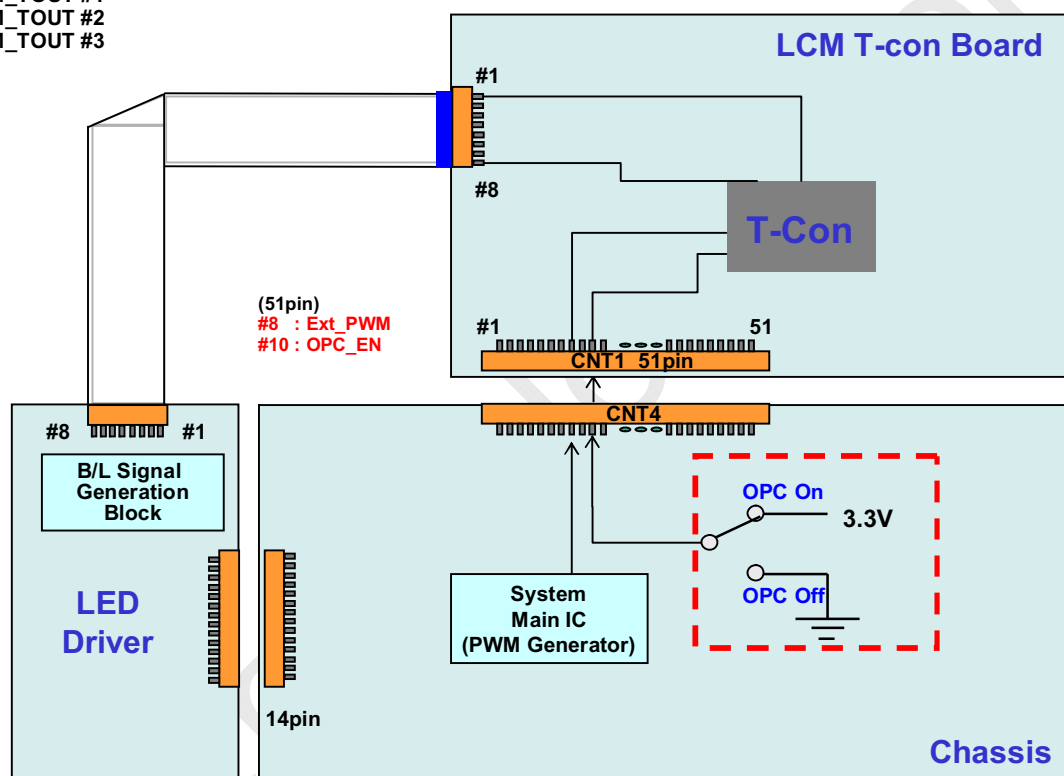 _TOUT #2
_TOUT #3
LCM T-con Board
#1
#8
T-Con
(51pin)
#8 : Ext_PWM
#10 : OPC_EN
#1
51
CNT1 51pin
CNT4
#8
#1
B/L Signal
Generation
Block
OPC On
3.3V
OPC Off
System
Main IC
(PWM Generator)
LED
Driver
14pin
Chassis